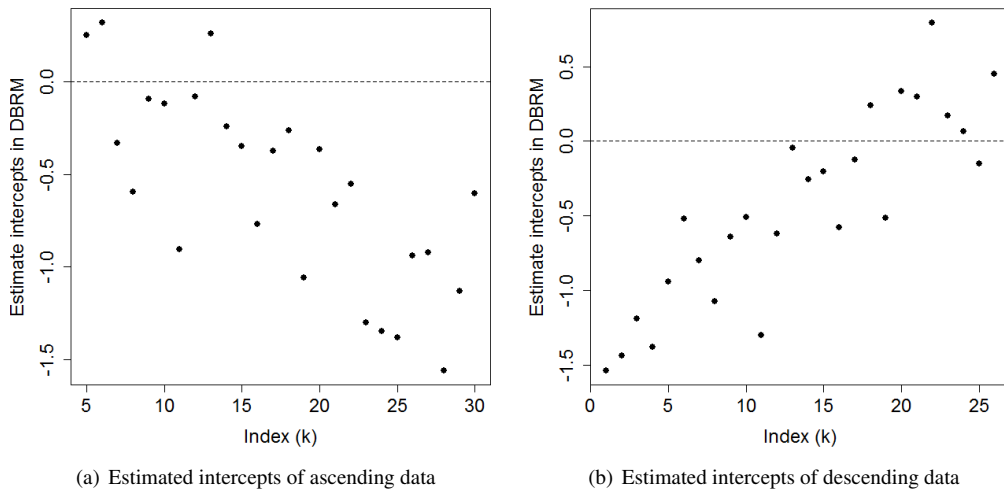 Estimate intercepts in DBRM
0.0
-0.5
-1.0
-1.5
5 10 15 20 25 30
Index (k)
(a) Estimated intercepts of ascending data
Estimate intercepts in DBRM
0.5
0.0
-0.5
-1.0
-1.5
0 5 10 15 20 25
Index (k)
(b) Estimated intercepts of descending data